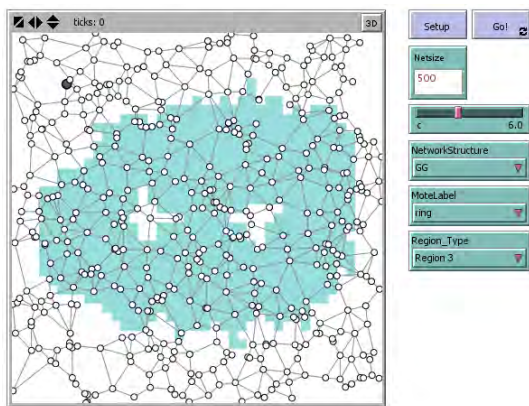 ticks: 0
3D
Setup
Go!
Netsize
500
c
6.0
NetworkStructure
GG
MoteLabel
ring
Region_Type
Region 3